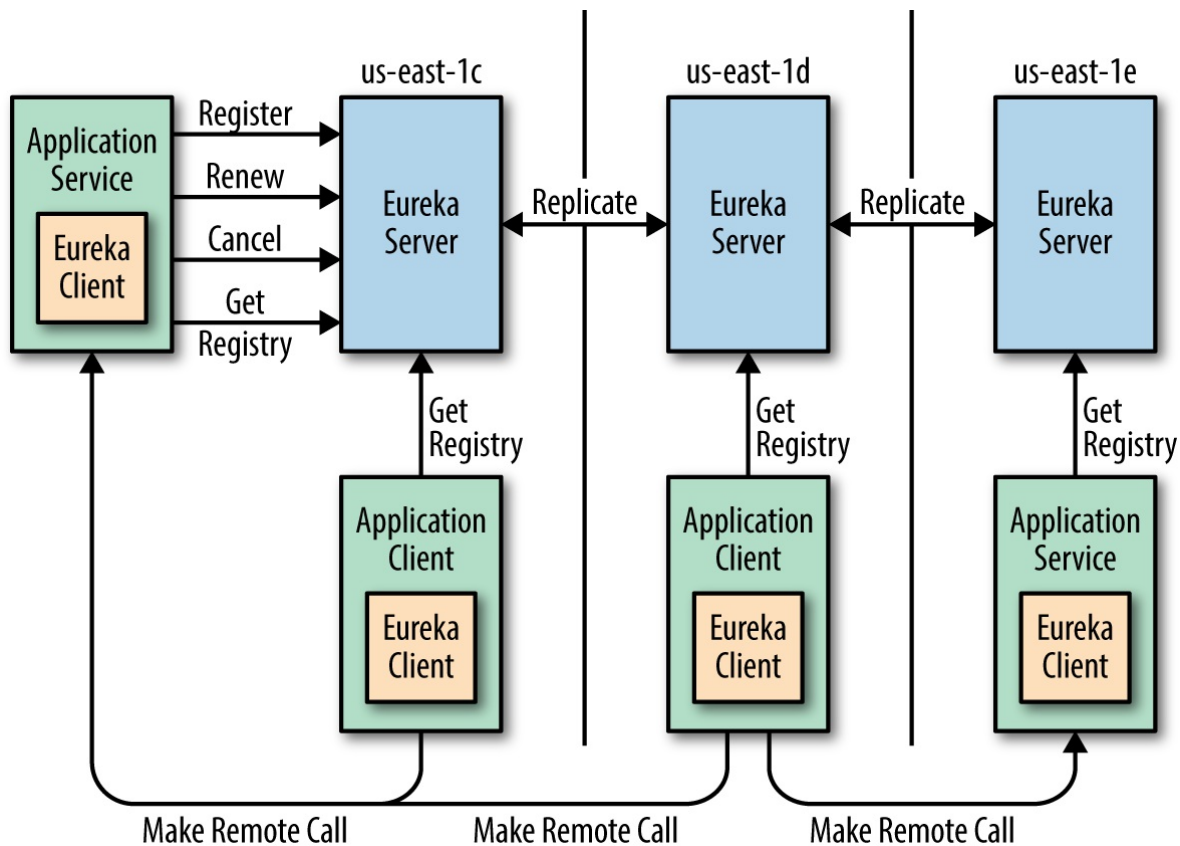 us-east-1c
us-east-1d
us-east-1e
Application
Service
Eureka
Client
Register
Renew
Cancel
Get
Registry
Eureka
Server
Replicate
Eureka
Server
Replicate
Eureka
Server
Get
Registry
Get
Registry
Get
Registry
Application
Client
Eureka
Client
Application
Client
Eureka
Client
Application
Service
Eureka
Client
Make Remote Call
Make Remote Call
Make Remote Call